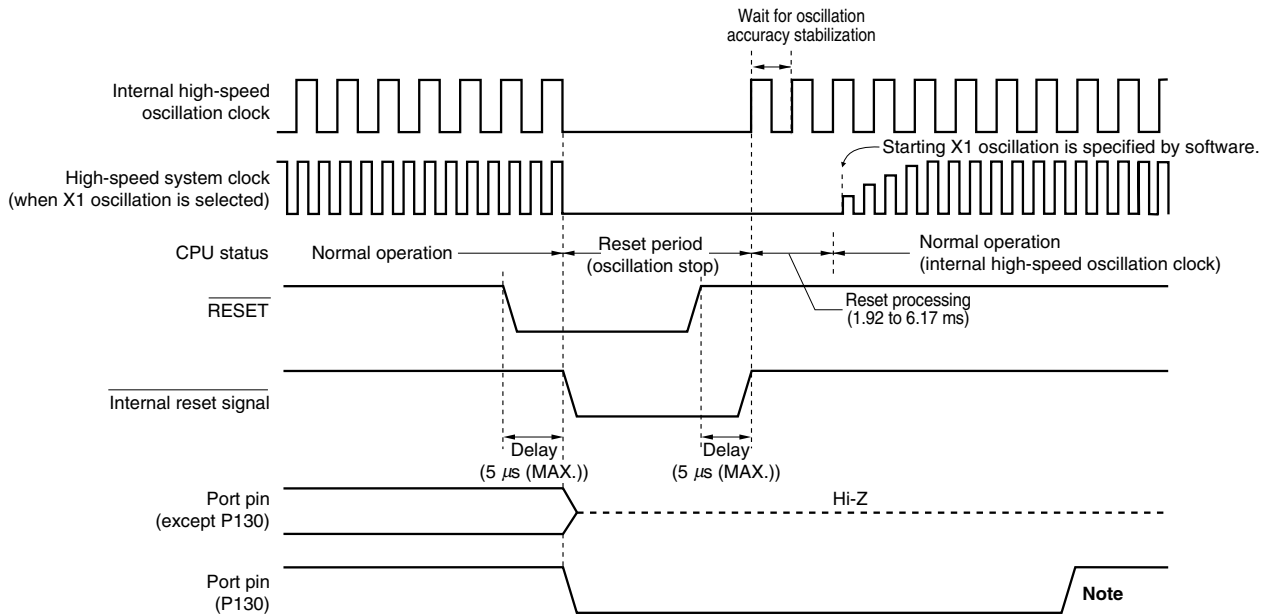 Wait for oscillation
accuracy stabilization
Internal high-speed
oscillation clock
Starting X1 oscillation is specified by software.
High-speed system clock
(when X1 oscillation is selected)
CPU status
Normal operation
Reset period
(oscillation stop)
Normal operation
(internal high-speed oscillation clock)
Reset processing
(1.92 to 6.17 ms)
RESET
Internal reset signal
Delay
(5 μs (MAX.))
Delay
(5 μs (MAX.))
Port pin
(except P130)
Hi-Z
Port pin
(P130)
Note